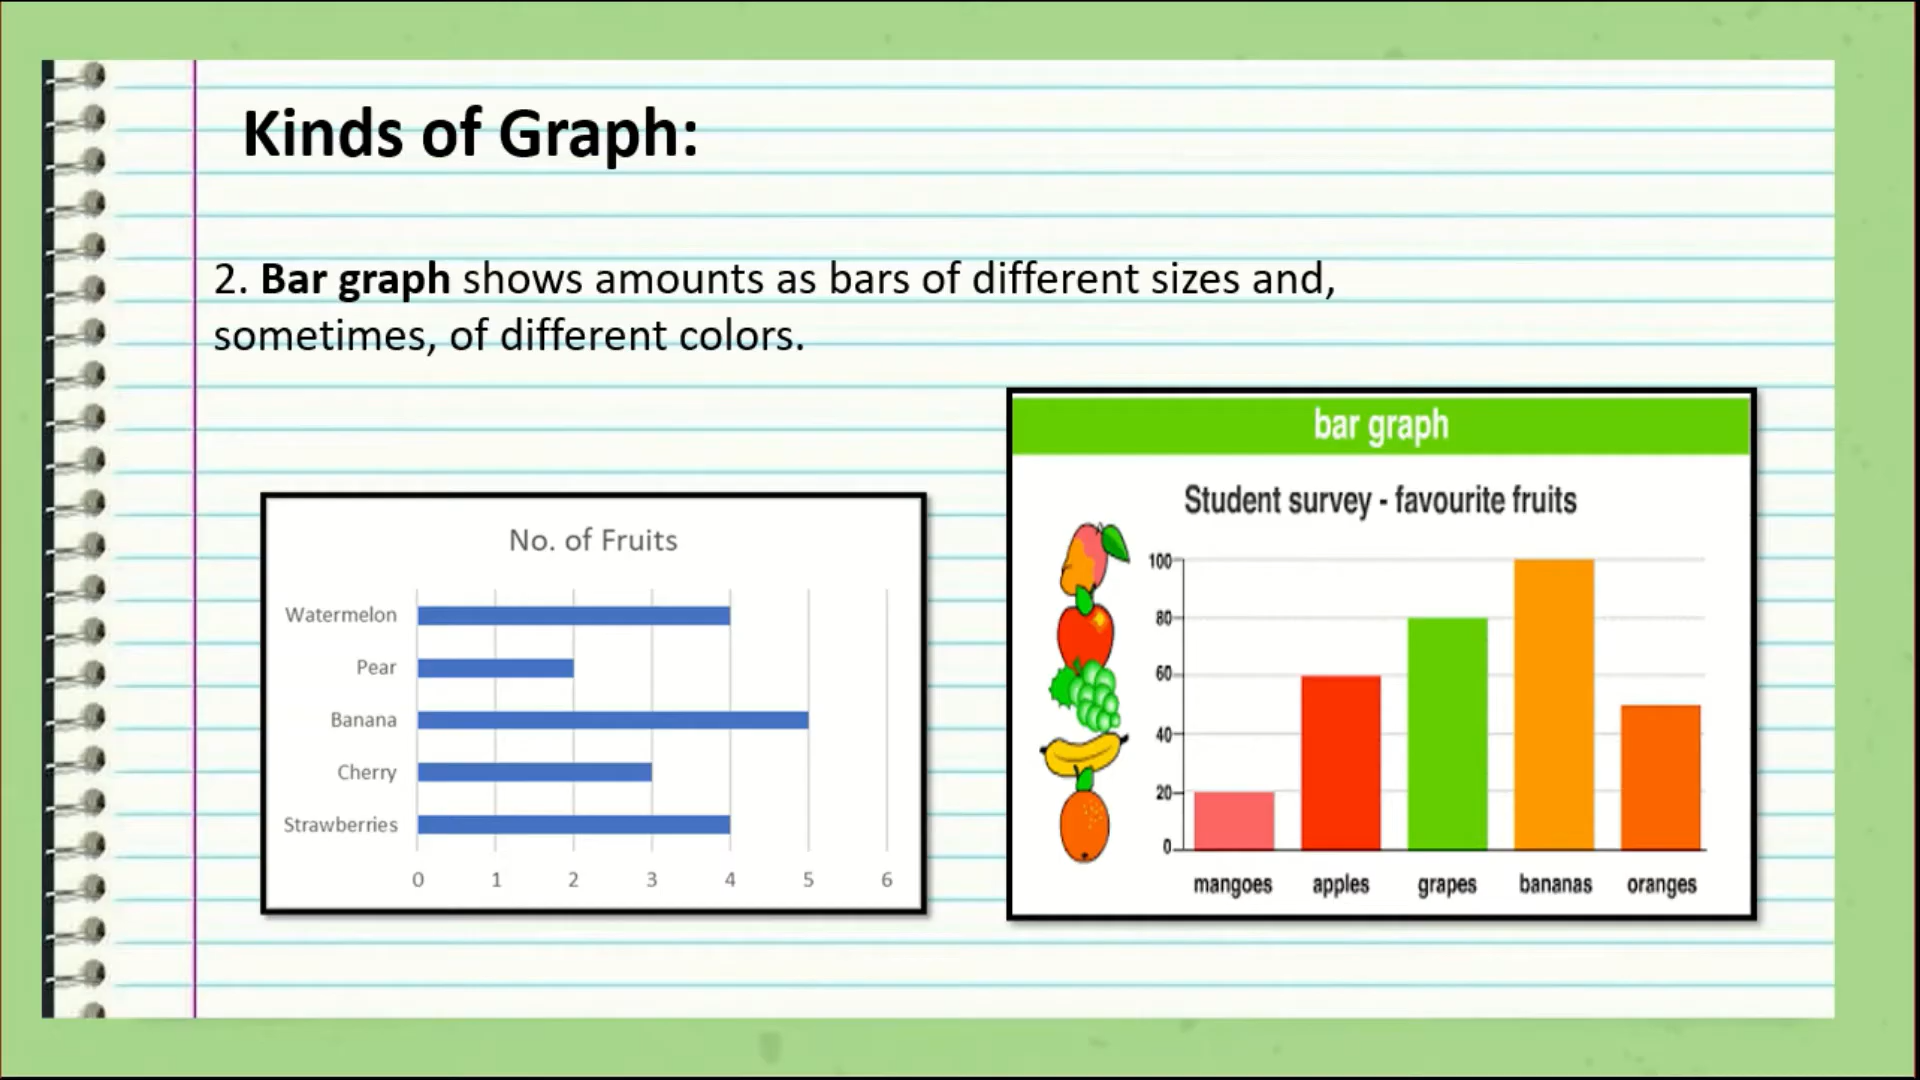 Kinds of Graph:
2. Bar graph shows amounts as bars of different sizes and,
sometimes, of different colors.
No. of Fruits
Watermelon
Pear
Banana
Cherry
Strawberries
0 1 2 3 4 5 6
bar graph
Student survey - favourite fruits
100
80
60
40
20
0
mangoes apples grapes bananas oranges